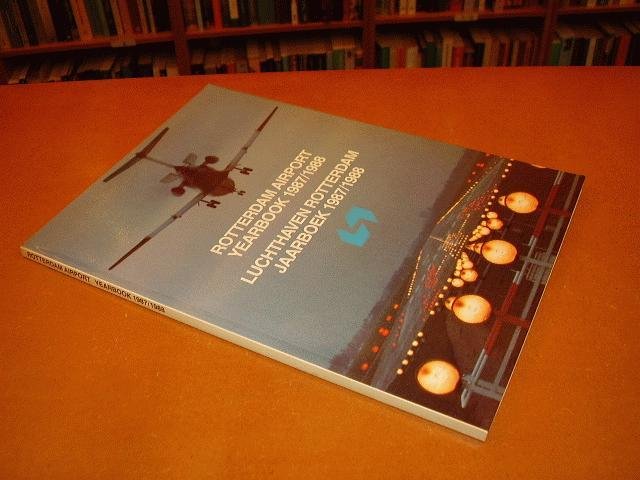 ROTTERDAM AIRPORT
YEARBOOK 1987/1988
LUCHTHAVEN ROTTERDAM
JAARBOEK 1987/1988
ROTTERDAM AIRPORT YEARBOOK 1987/1988